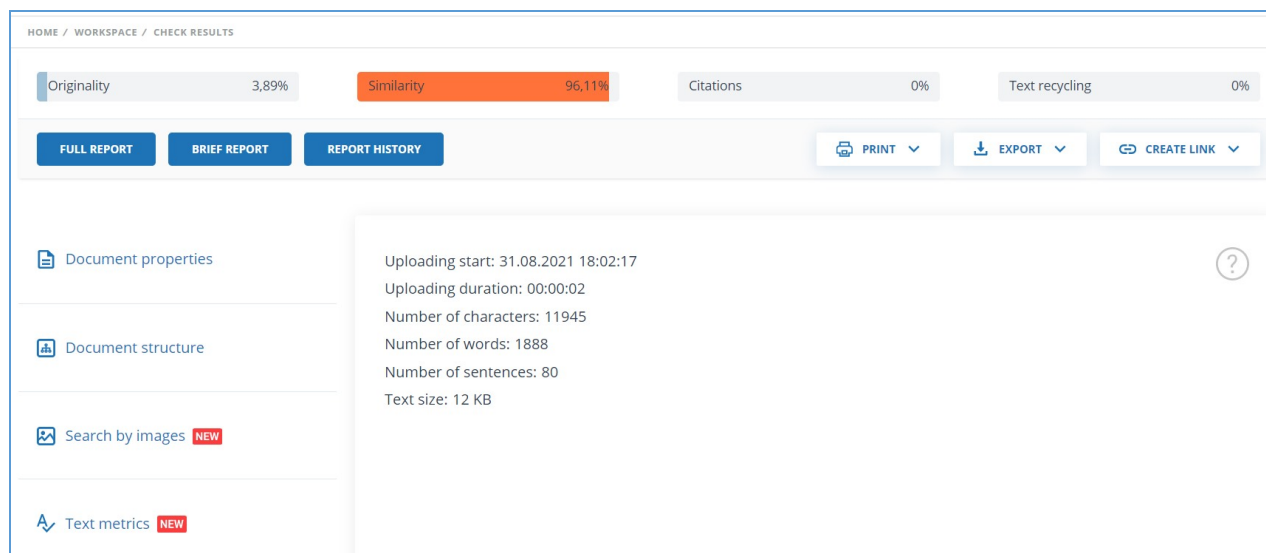 HOME / WORKSPACE / CHECK RESULTS
Originality 3,89% Similarity 96,11% Citations 0% Text recycling 0%
FULL REPORT BRIEF REPORT REPORT HISTORY PRINT EXPORT CREATE LINK
Document properties
Document structure
Search by images NEW
Text metrics NEW
Uploading start: 31.08.2021 18:02:17
Uploading duration: 00:00:02
Number of characters: 11945
Number of words: 1888
Number of sentences: 80
Text size: 12 KB
?